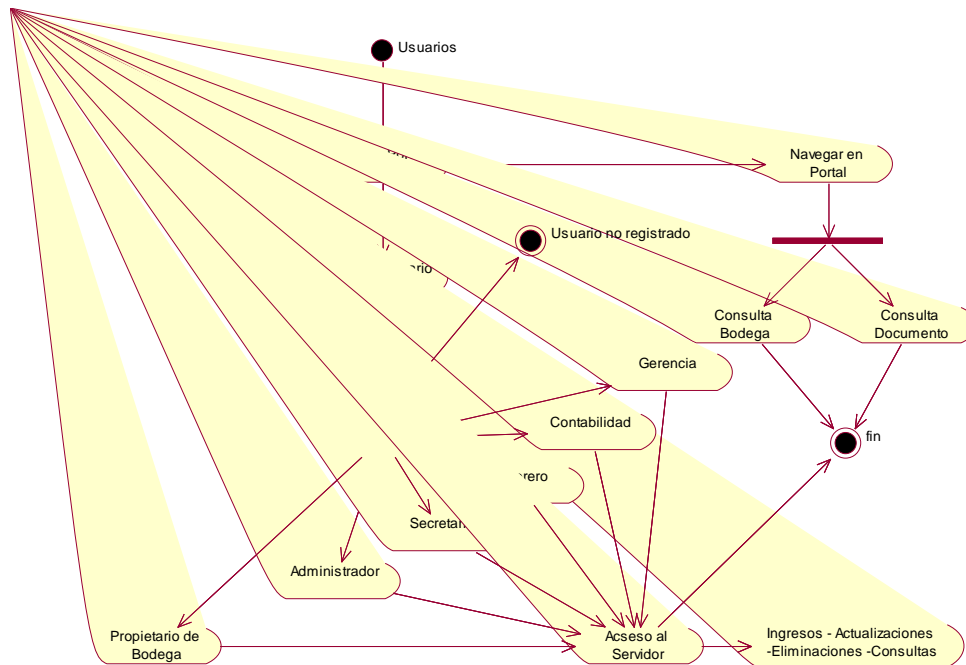 Usuarios
Navegar en
Portal
Usuario no registrado
Consulta
Bodega
Consulta
Documento
Gerencia
Contabilidad
fin
Administrador
Propietario de
Bodega
Acseso al
Servidor
Ingresos - Actualizaciones
-Eliminaciones -Consultas